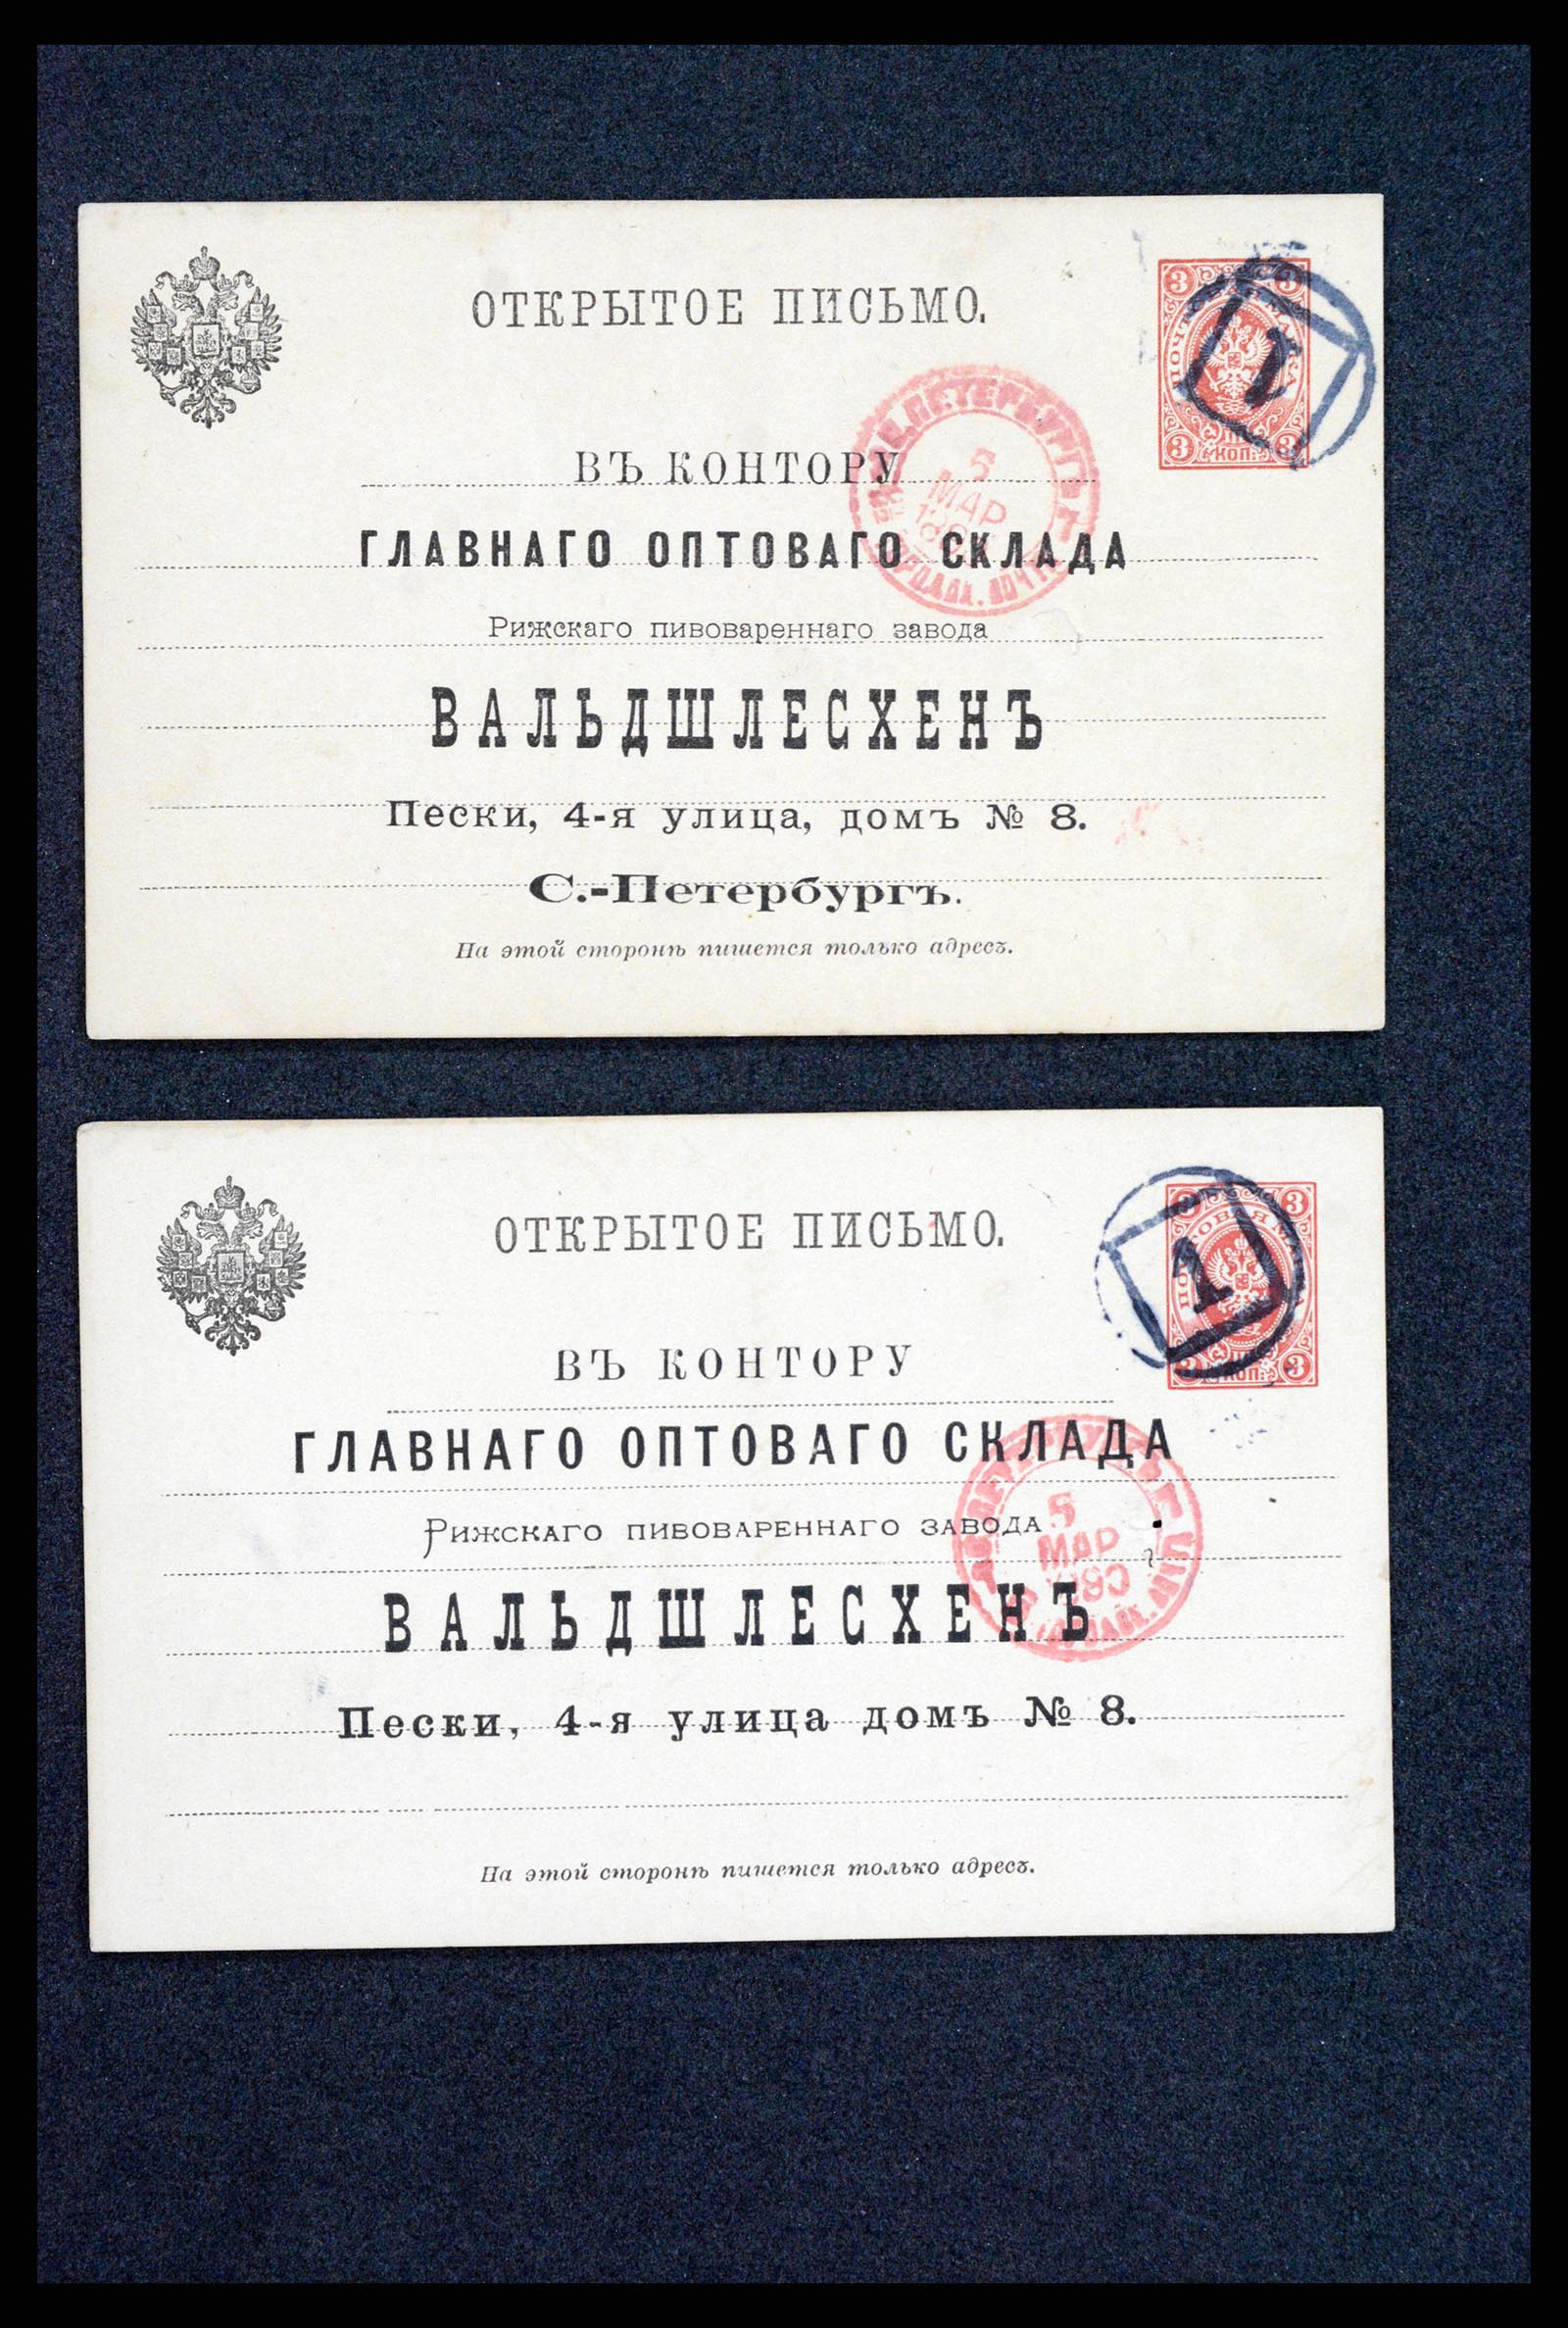 ОТКРЫТОЕ ПИСЬМО.
1
ВЪ КОНТОРУ
5
МАР
ГЛАВНАГО ОПТОВАГО СКЛАДА
Рижскаго пивовареннаго завода
ВАЛЬДШЛЕСХЕНЪ
Пески, 4-я улица, домъ № 8.
С.-Петербургъ.
На этой сторонѣ пишется только адресъ.
ОТКРЫТОЕ ПИСЬМО.
1
ВЪ КОНТОРУ
ГЛАВНАГО ОПТОВАГО СКЛАДА
5
МАР
Рижскаго пивовареннаго завода
ВАЛЬДШЛЕСХЕНЪ
Пески, 4-я улица домъ № 8.
На этой сторонѣ пишется только адресъ.